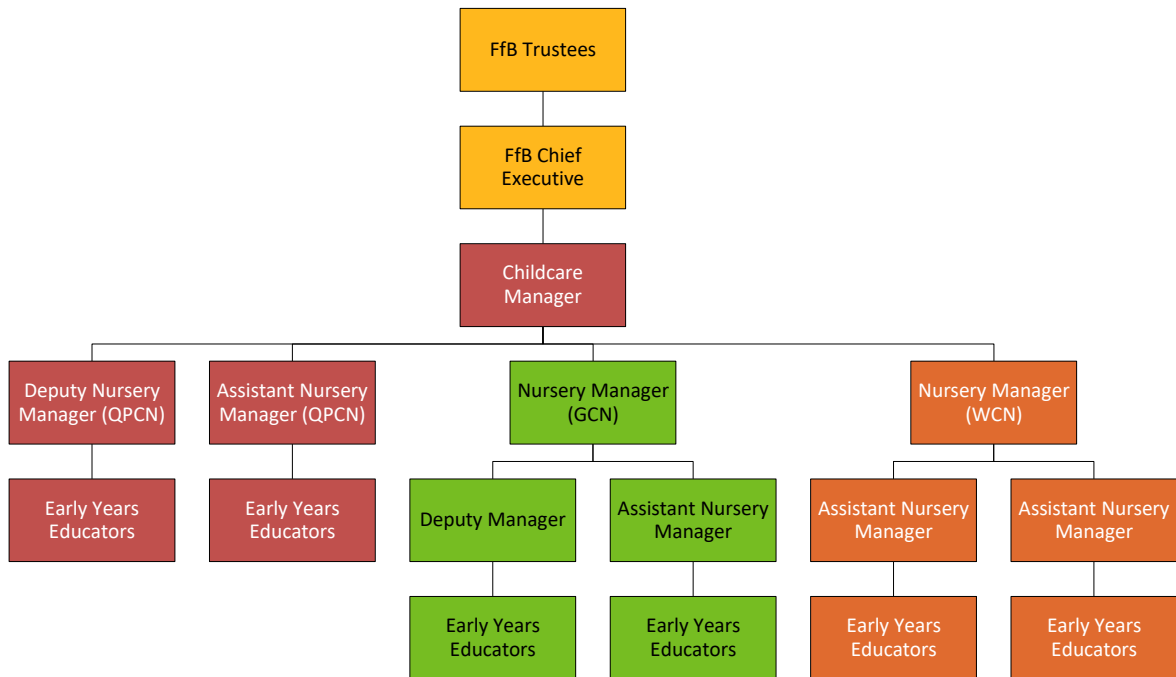 FfB Trustees
FfB Chief
Executive
Childcare
Manager
Deputy Nursery
Manager (QPCN)
Assistant Nursery
Manager (QPCN)
Nursery Manager
(GCN)
Nursery Manager
(WCN)
Early Years
Educators
Early Years
Educators
Deputy Manager
Assistant Nursery
Manager
Assistant Nursery
Manager
Assistant Nursery
Manager
Early Years
Educators
Early Years
Educators
Early Years
Educators
Early Years
Educators